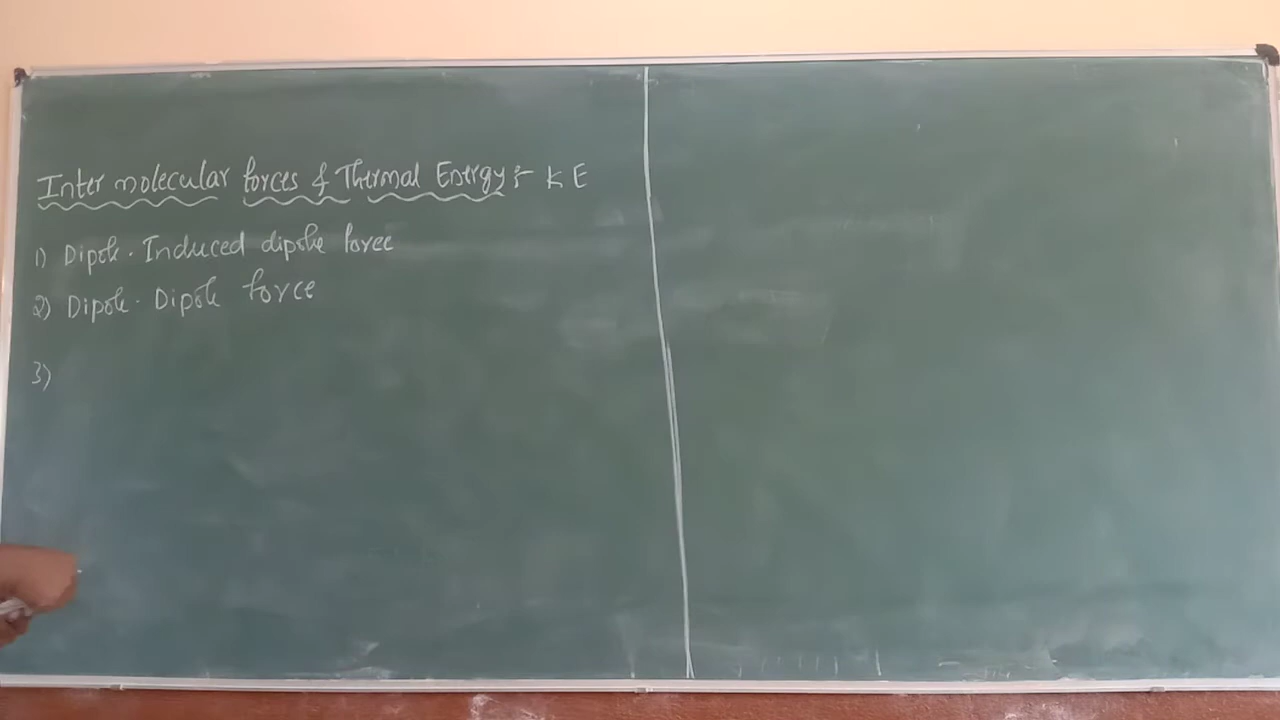 Inter molecular forces & Thermal Energy :- K E
1) Dipole - Induced dipole force
2) Dipole - Dipole force
3)